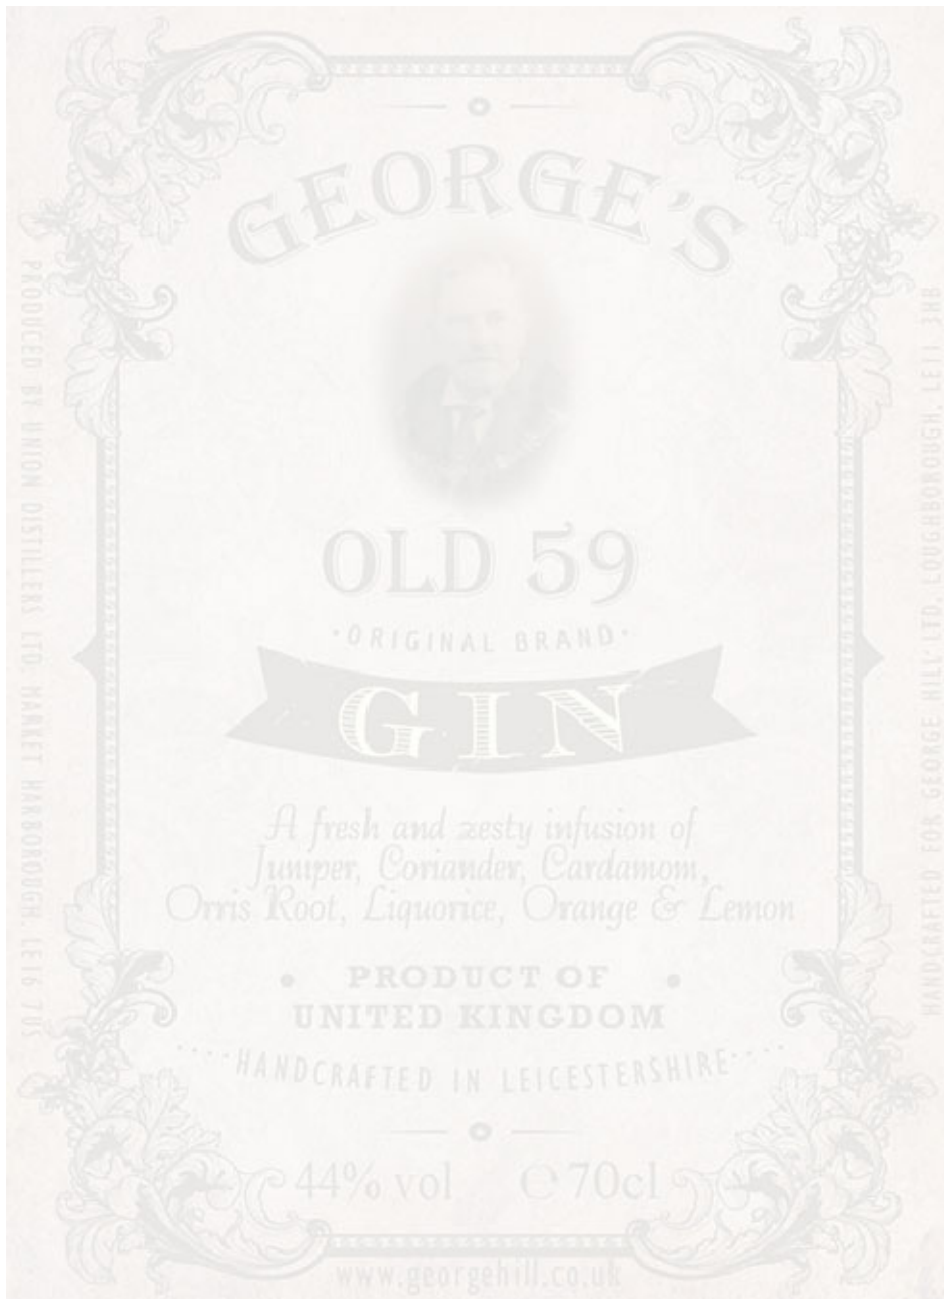 GEORGE'S
OLD 59
·ORIGINAL BRAND·
GIN
A fresh and zesty infusion of
Juniper, Coriander, Cardamom,
Orris Root, Liquorice, Orange & Lemon
• PRODUCT OF •
UNITED KINGDOM
····HANDCRAFTED IN LEICESTERSHIRE····
44% vol ℮ 70cl
www.georgehill.co.uk
PRODUCED BY UNION DISTILLERS LTD. MARKET HARBOROUGH. LE16 7US
HANDCRAFTED FOR GEORGE HILL LTD. LOUGHBOROUGH. LE11 3HB